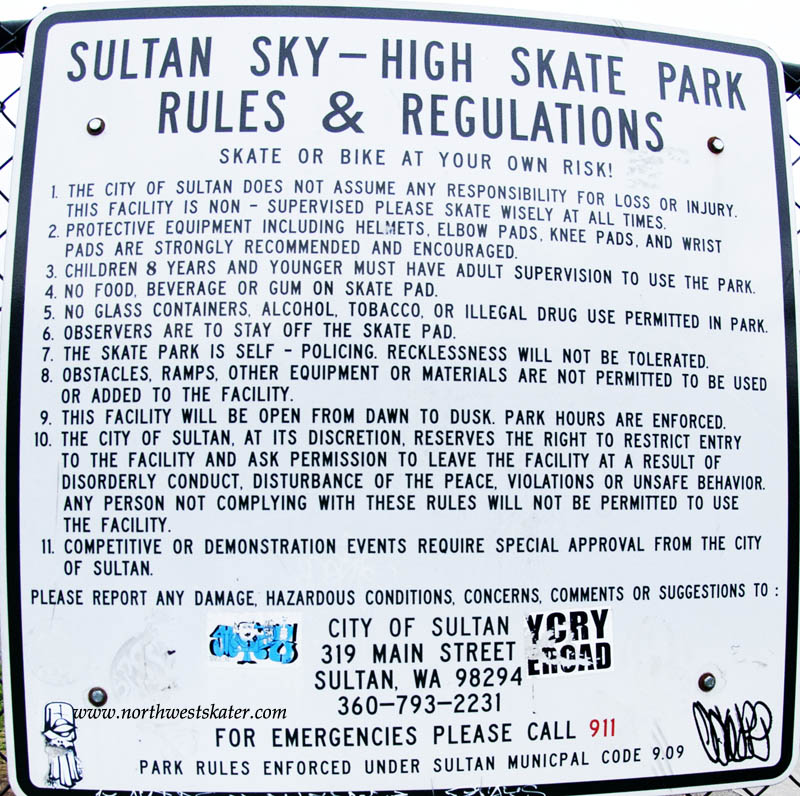 SULTAN SKY-HIGH SKATE PARK
RULES & REGULATIONS
SKATE OR BIKE AT YOUR OWN RISK!
1. THE CITY OF SULTAN DOES NOT ASSUME ANY RESPONSIBILITY FOR LOSS OR INJURY.
THIS FACILITY IS NON - SUPERVISED PLEASE SKATE WISELY AT ALL TIMES.
2. PROTECTIVE EQUIPMENT INCLUDING HELMETS, ELBOW PADS, KNEE PADS, AND WRIST
PADS ARE STRONGLY RECOMMENDED AND ENCOURAGED.
3. CHILDREN 8 YEARS AND YOUNGER MUST HAVE ADULT SUPERVISION TO USE THE PARK.
4. NO FOOD, BEVERAGE OR GUM ON SKATE PAD.
5. NO GLASS CONTAINERS, ALCOHOL, TOBACCO, OR ILLEGAL DRUG USE PERMITTED IN PARK.
6. OBSERVERS ARE TO STAY OFF THE SKATE PAD.
7. THE SKATE PARK IS SELF - POLICING. RECKLESSNESS WILL NOT BE TOLERATED.
8. OBSTACLES, RAMPS, OTHER EQUIPMENT OR MATERIALS ARE NOT PERMITTED TO BE USED
OR ADDED TO THE FACILITY.
9. THIS FACILITY WILL BE OPEN FROM DAWN TO DUSK. PARK HOURS ARE ENFORCED.
10. THE CITY OF SULTAN, AT ITS DISCRETION, RESERVES THE RIGHT TO RESTRICT ENTRY
TO THE FACILITY AND ASK PERMISSION TO LEAVE THE FACILITY AT A RESULT OF
DISORDERLY CONDUCT, DISTURBANCE OF THE PEACE, VIOLATIONS OR UNSAFE BEHAVIOR.
ANY PERSON NOT COMPLYING WITH THESE RULES WILL NOT BE PERMITTED TO USE
THE FACILITY.
11. COMPETITIVE OR DEMONSTRATION EVENTS REQUIRE SPECIAL APPROVAL FROM THE CITY
OF SULTAN.
PLEASE REPORT ANY DAMAGE, HAZARDOUS CONDITIONS, CONCERNS, COMMENTS OR SUGGESTIONS TO :
CITY OF SULTAN
319 MAIN STREET
SULTAN, WA 98294
360-793-2231
YCRY
EROAD
www.northwestskater.com
FOR EMERGENCIES PLEASE CALL 911
PARK RULES ENFORCED UNDER SULTAN MUNICPAL CODE 9.09